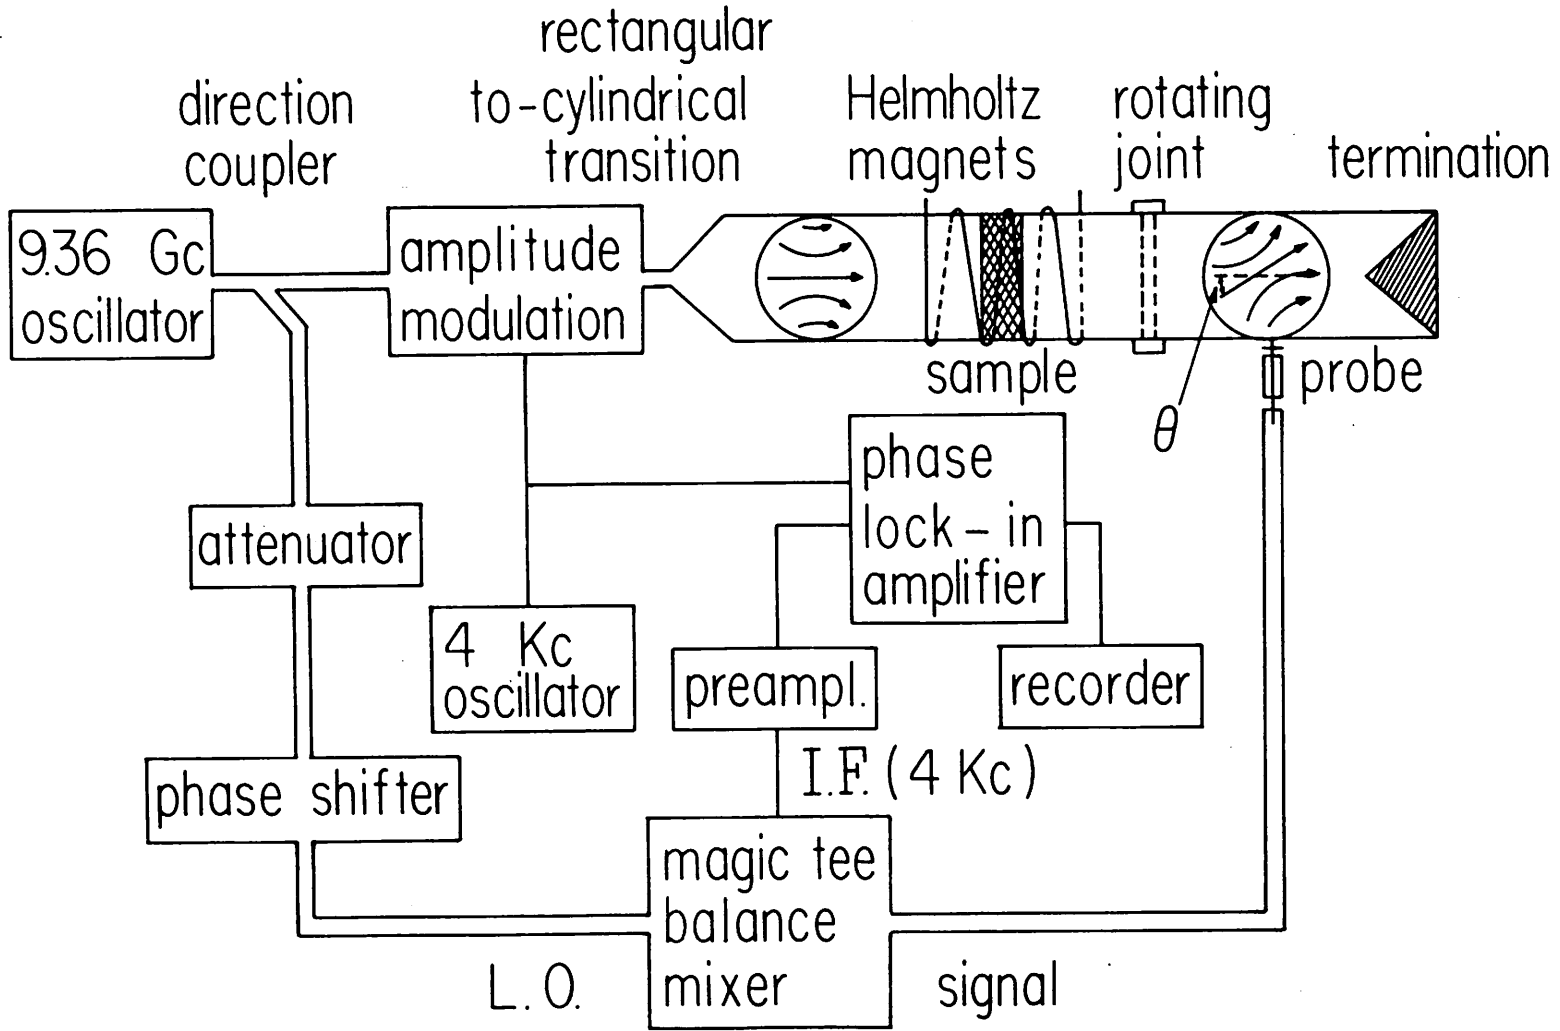 direction
coupler
rectangular
to-cylindrical
transition
Helmholtz
magnets
rotating
joint
termination
9.36 Gc
oscillator
amplitude
modulation
sample
probe
θ
phase
lock-in
amplifier
attenuator
4 Kc
oscillator
preampl.
recorder
phase shifter
I.F. (4 Kc)
magic tee
balance
mixer
L.O.
signal